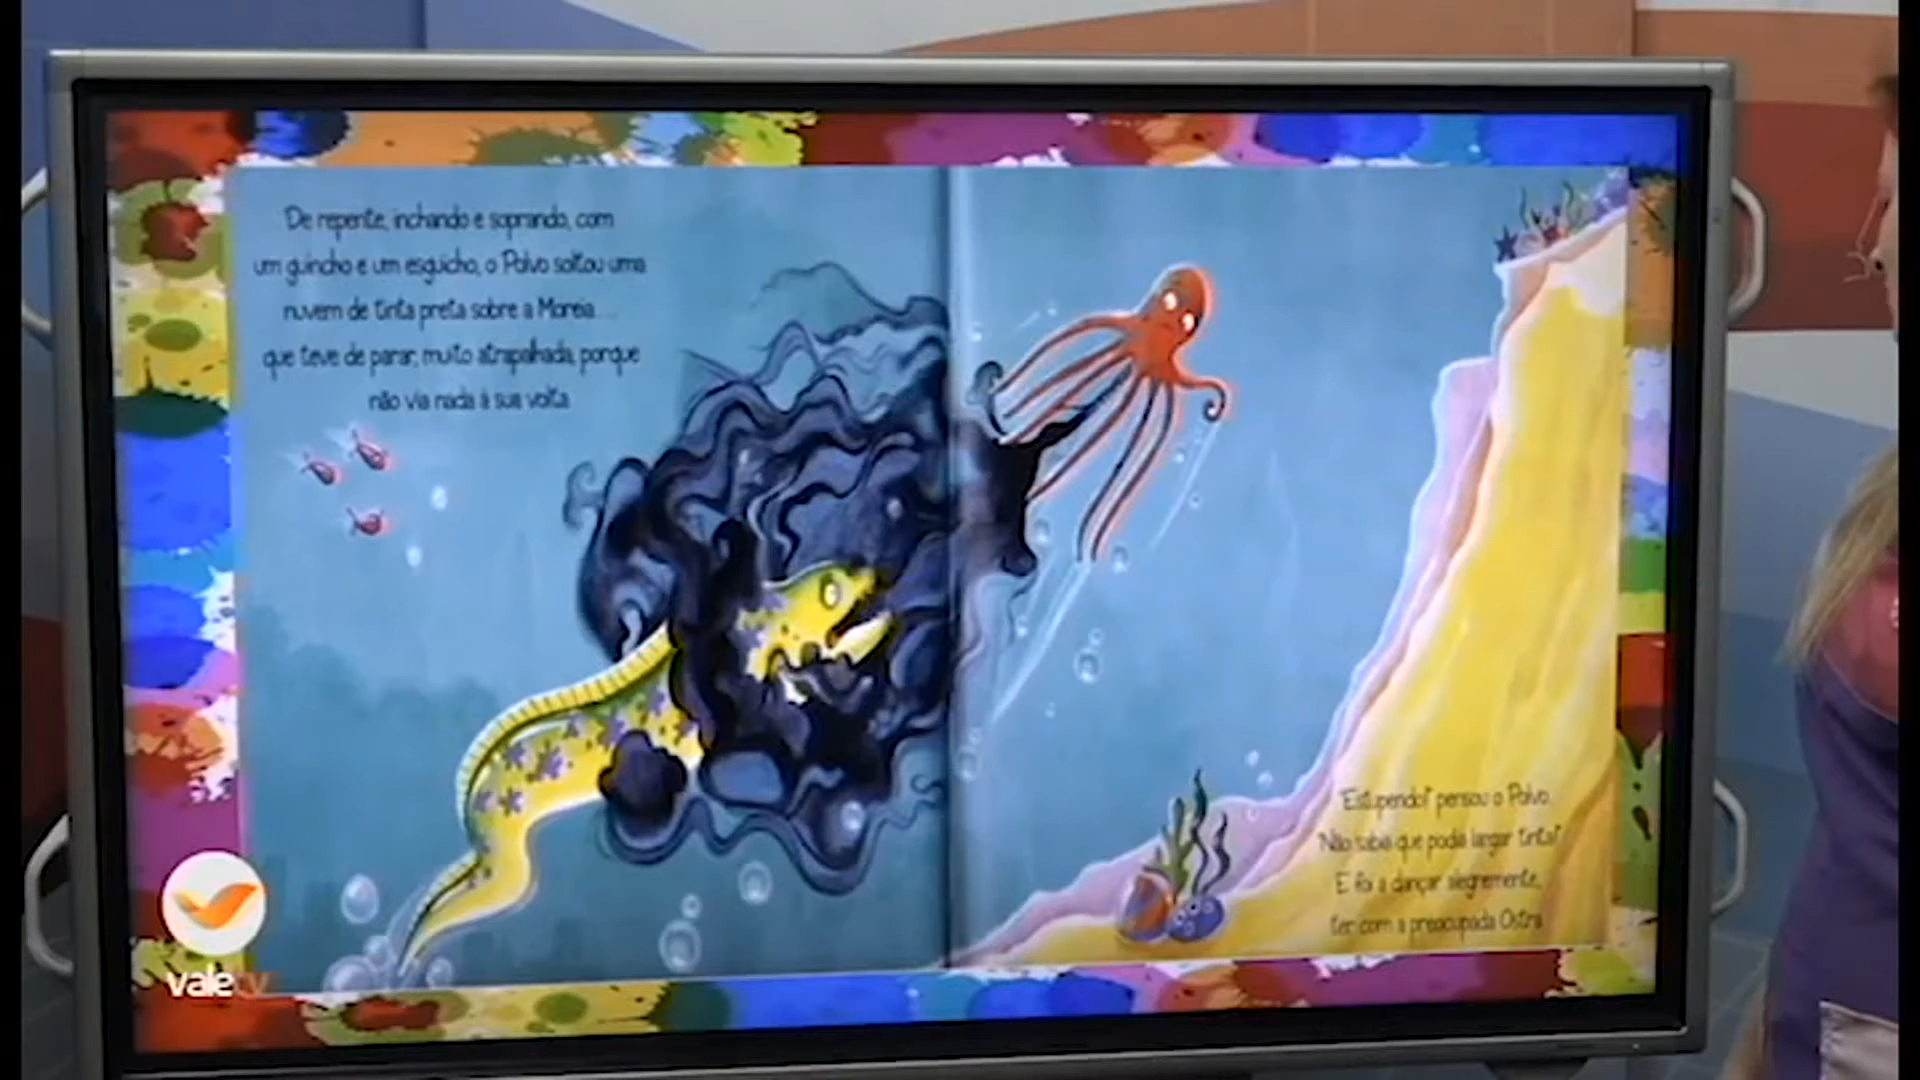 De repente, inchando e soprando, com
um guincho e um esguicho, o Polvo soltou uma
nuvem de tinta preta sobre a Moreia...
que teve de parar, muito atrapalhada, porque
não via nada à sua volta.
"Estupendo!" pensou o Polvo.
"Não sabia que podia largar tinta!"
E foi a dançar alegremente,
ter com a preocupada Ostra.
valetv